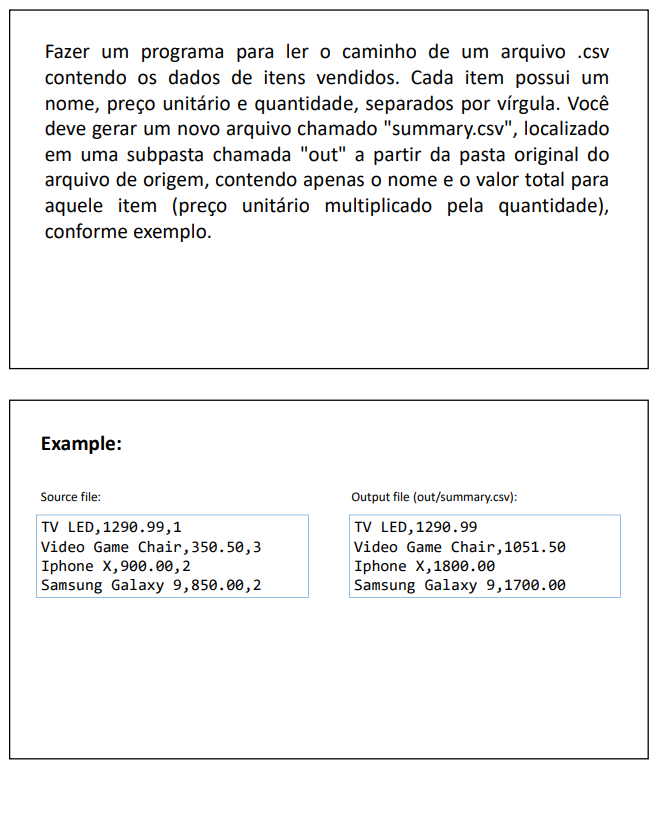 Fazer um programa para ler o caminho de um arquivo .csv
contendo os dados de itens vendidos. Cada item possui um
nome, preço unitário e quantidade, separados por vírgula. Você
deve gerar um novo arquivo chamado "summary.csv", localizado
em uma subpasta chamada "out" a partir da pasta original do
arquivo de origem, contendo apenas o nome e o valor total para
aquele item (preço unitário multiplicado pela quantidade),
conforme exemplo.
Example:
Source file:
TV LED,1290.99,1
Video Game Chair,350.50,3
Iphone X,900.00,2
Samsung Galaxy 9,850.00,2
Output file (out/summary.csv):
TV LED,1290.99
Video Game Chair,1051.50
Iphone X,1800.00
Samsung Galaxy 9,1700.00